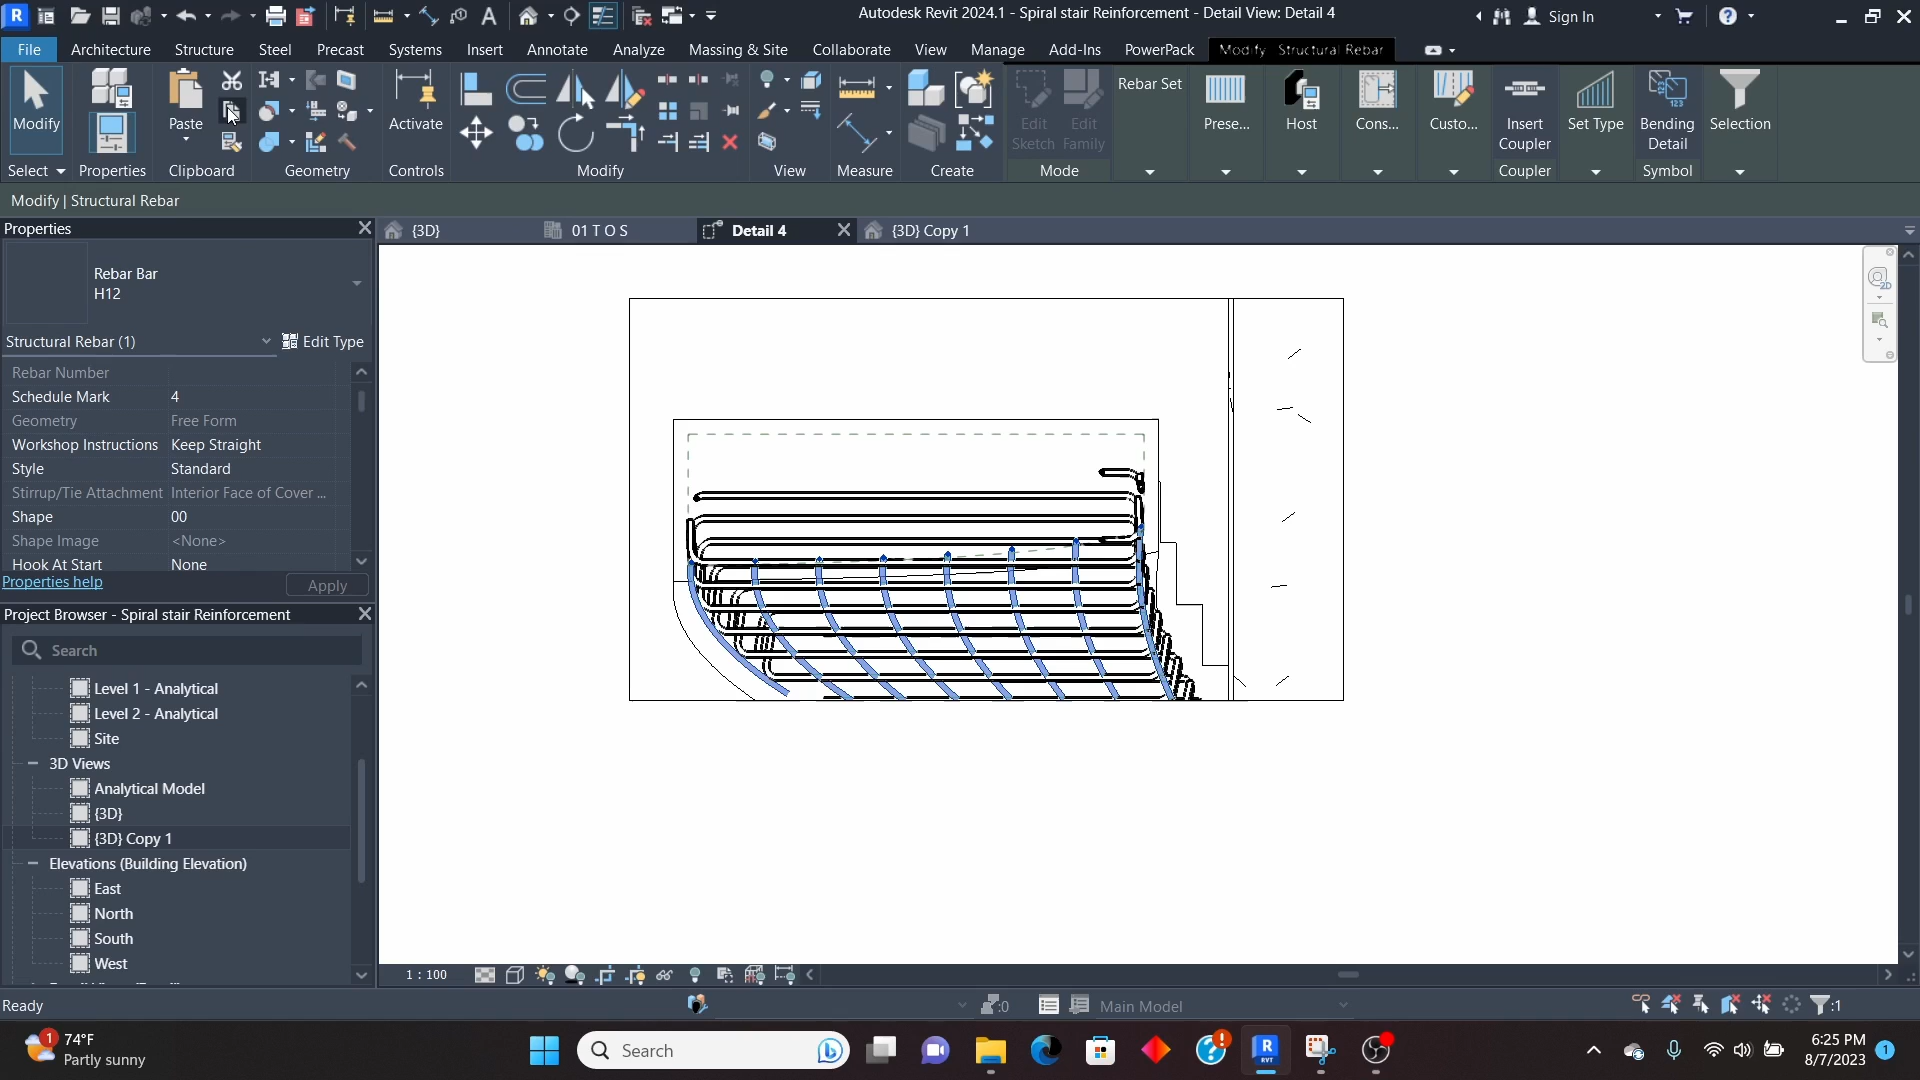 Autodesk Revit 2024.1 - Spiral stair Reinforcement - Detail View: Detail 4
Sign In
File Architecture Structure Steel Precast Systems Insert Annotate Analyze Massing & Site Collaborate View Manage Add-Ins PowerPack Modify | Structural Rebar
Modify
Paste
Activate
Edit Sketch
Edit Family
Rebar Set
Prese...
Host
Cons...
Custo...
Insert Coupler
Set Type
Bending Detail
Selection
Select Properties Clipboard Geometry Controls Modify View Measure Create Mode Coupler Symbol
Modify | Structural Rebar
Properties
{3D}
01 T O S
Detail 4
{3D} Copy 1
Rebar Bar
H12
Structural Rebar (1)
Edit Type
Rebar Number
Schedule Mark 4
Geometry Free Form
Workshop Instructions Keep Straight
Style Standard
Stirrup/Tie Attachment Interior Face of Cover ...
Shape 00
Shape Image <None>
Hook At Start None
Properties help
Apply
Project Browser - Spiral stair Reinforcement
Search
Level 1 - Analytical
Level 2 - Analytical
Site
3D Views
Analytical Model
{3D}
{3D} Copy 1
Elevations (Building Elevation)
East
North
South
West
1 : 100
Ready
:0
Main Model
:1
74°F
Partly sunny
Search
6:25 PM
8/7/2023